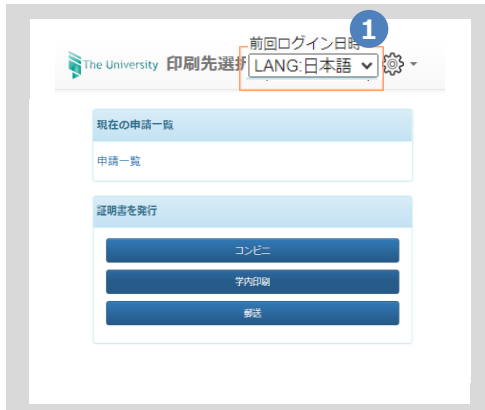 1
前回ログイン日時
The University 印刷先選択
LANG:日本語
現在の申請一覧
申請一覧
証明書を発行
コンビニ
学内印刷
郵送